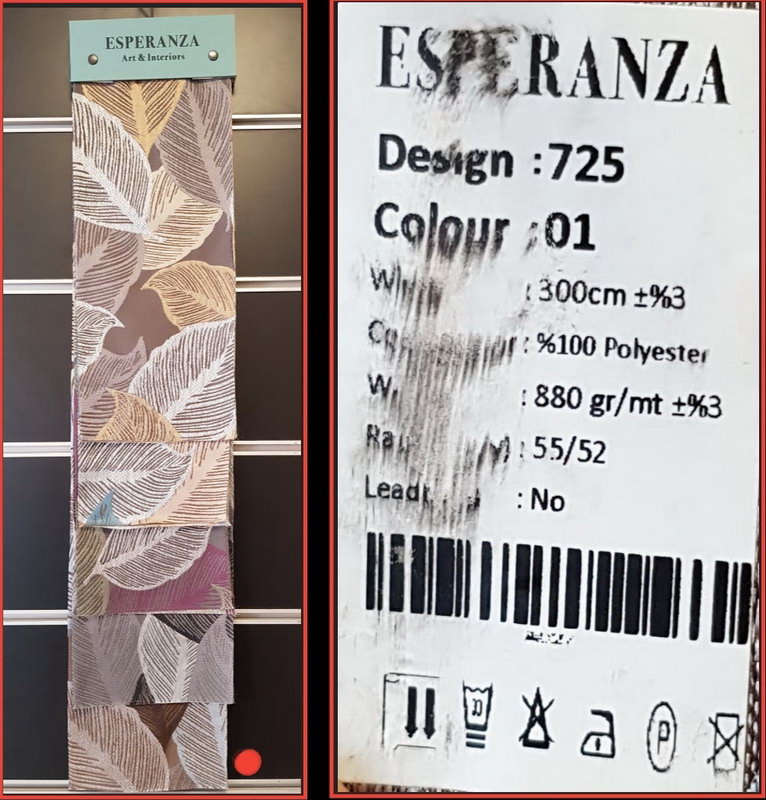 ESPERANZA
Art & Interiors
ESPERANZA
Design :725
Colour :01
: 300cm ±%3
: %100 Polyester
: 880 gr/mt ±%3
: 55/52
: No
P